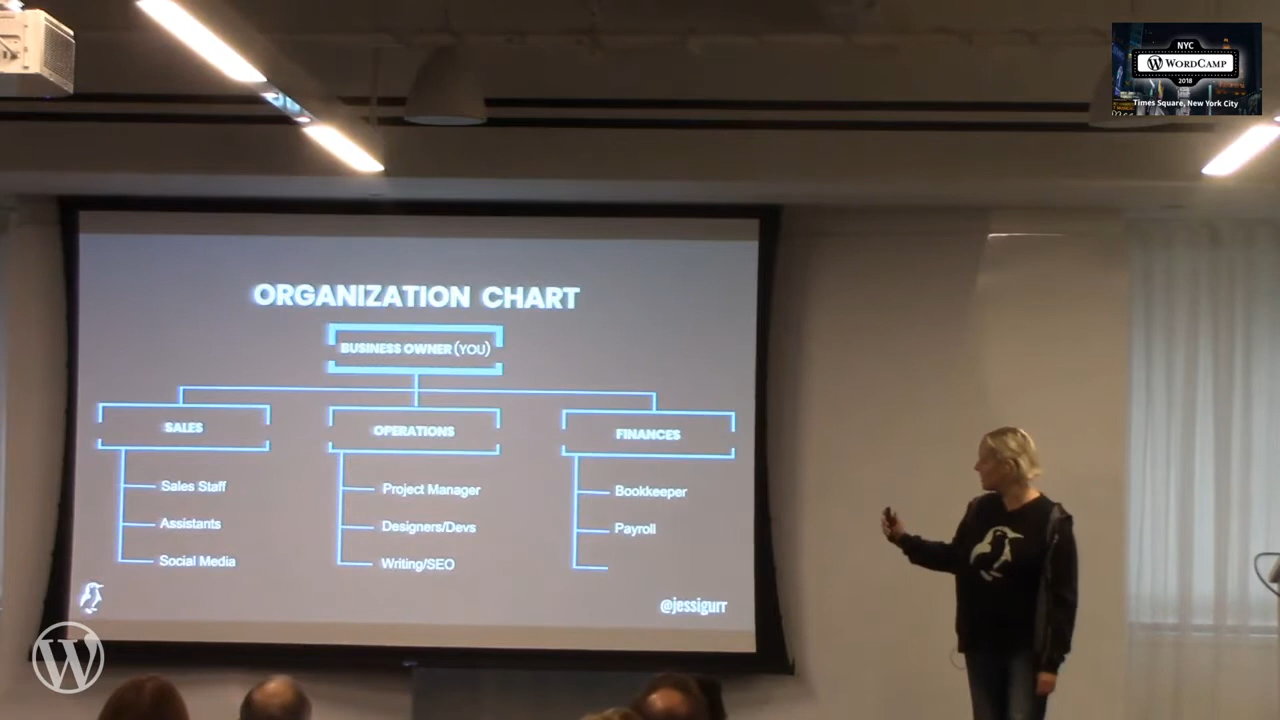 NYC
WORDCAMP
2018
Times Square, New York City
ORGANIZATION CHART
BUSINESS OWNER (YOU)
SALES
OPERATIONS
FINANCES
Sales Staff
Assistants
Social Media
Project Manager
Designers/Devs
Writing/SEO
Bookkeeper
Payroll
@jessigurr
W